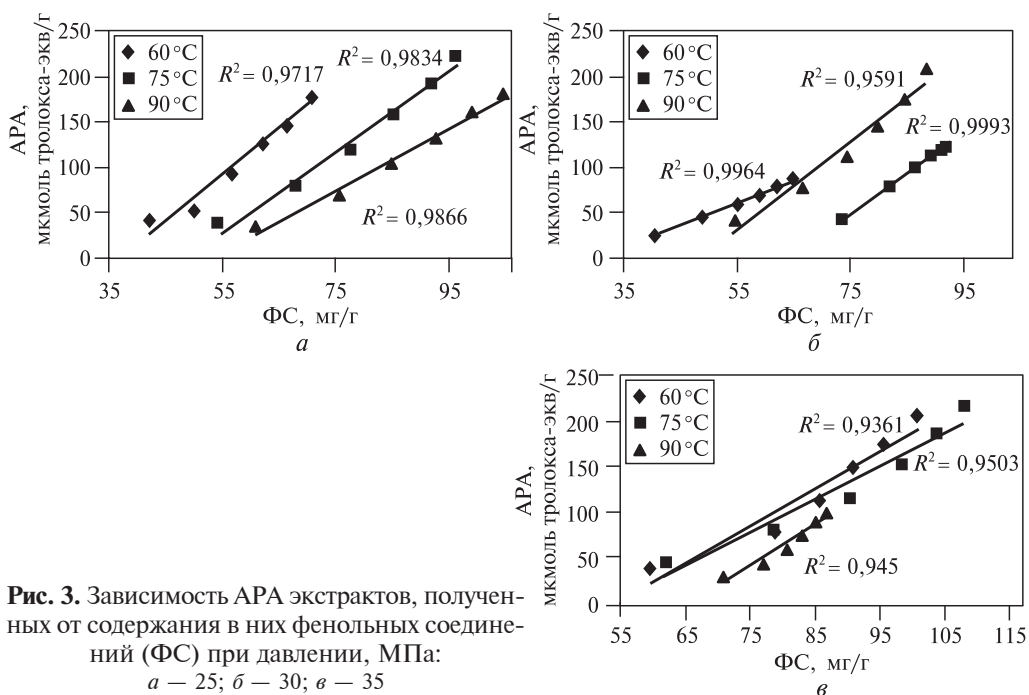 АРА,
мкмоль тролокса-экв/г
250
200
150
100
50
0
60 °C
75 °C
90 °C
R² = 0,9717
R² = 0,9834
R² = 0,9866
35
55
75
95
ФС, мг/г
а
АРА,
мкмоль тролокса-экв/г
250
200
150
100
50
0
60 °C
75 °C
90 °C
R² = 0,9964
R² = 0,9591
R² = 0,9993
35
55
75
95
ФС, мг/г
б
АРА,
мкмоль тролокса-экв/г
250
200
150
100
50
0
60 °C
75 °C
90 °C
R² = 0,9361
R² = 0,9503
R² = 0,945
55
65
75
85
95
105
115
ФС, мг/г
в
Рис. 3. Зависимость АРА экстрактов, получен-
ных от содержания в них фенольных соедине-
ний (ФС) при давлении, МПа:
а — 25; б — 30; в — 35